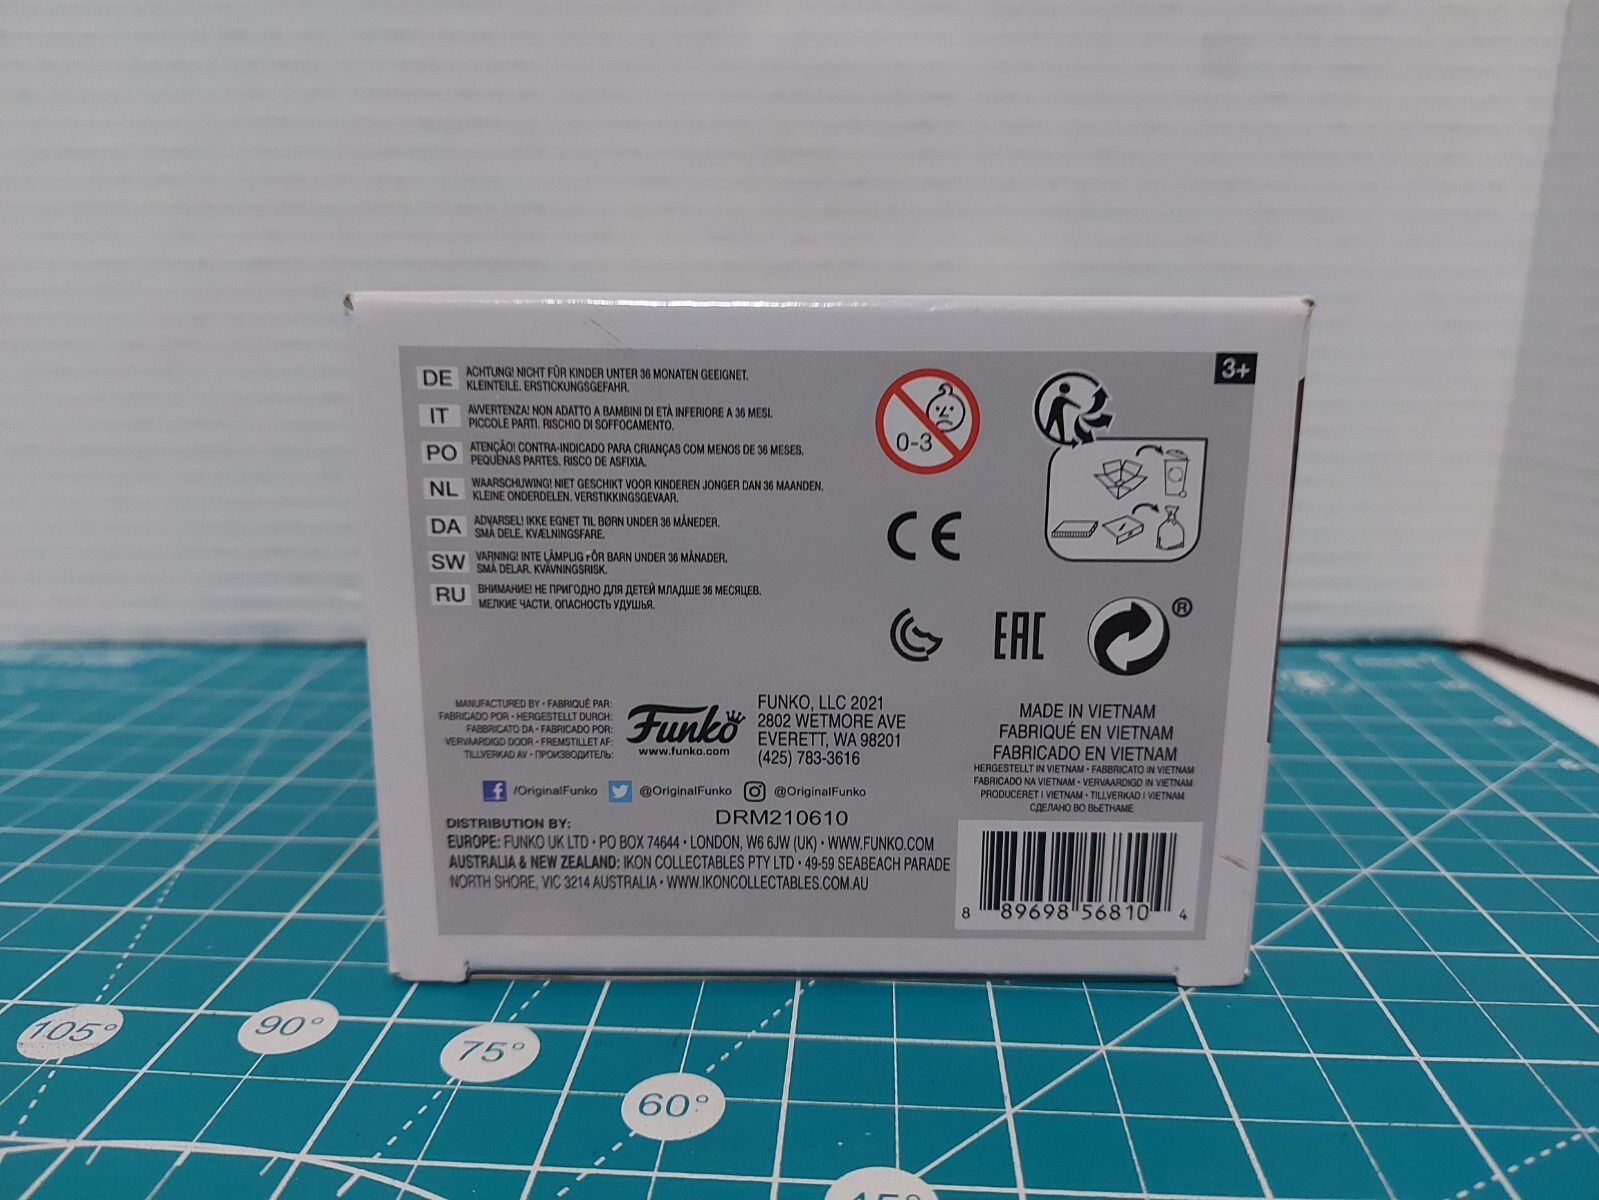 3+
DE
ACHTUNG! NICHT FÜR KINDER UNTER 36 MONATEN GEEIGNET.
KLEINTEILE. ERSTICKUNGSGEFAHR.
IT
AVVERTENZA! NON ADATTO A BAMBINI DI ETÀ INFERIORE A 36 MESI.
PICCOLE PARTI. RISCHIO DI SOFFOCAMENTO.
PO
ATENÇÃO! CONTRA-INDICADO PARA CRIANÇAS COM MENOS DE 36 MESES.
PEQUENAS PARTES. RISCO DE ASFIXIA.
NL
WAARSCHUWING! NIET GESCHIKT VOOR KINDEREN JONGER DAN 36 MAANDEN.
KLEINE ONDERDELEN. VERSTIKKINGSGEVAAR.
DA
ADVARSEL! IKKE EGNET TIL BØRN UNDER 36 MÅNEDER.
SMÅ DELE. KVÆLNINGSFARE.
SW
VARNING! INTE LÄMPLIG FÖR BARN UNDER 36 MÅNADER.
SMÅ DELAR. KVÄVNINGSRISK.
RU
ВНИМАНИЕ! НЕ ПРИГОДНО ДЛЯ ДЕТЕЙ МЛАДШЕ 36 МЕСЯЦЕВ.
МЕЛКИЕ ЧАСТИ. ОПАСНОСТЬ УДУШЬЯ.
0-3
CE
EAC
®
MANUFACTURED BY • FABRIQUÉ PAR:
FABRICADO POR • HERGESTELLT DURCH:
FABBRICATO DA • FABRICADO POR:
VERVAARDIGD DOOR • FREMSTILLET AF:
TILLVERKAD AV • ПРОИЗВОДИТЕЛЬ:
Funko
www.funko.com
FUNKO, LLC 2021
2802 WETMORE AVE
EVERETT, WA 98201
(425) 783-3616
MADE IN VIETNAM
FABRIQUÉ EN VIETNAM
FABRICADO EN VIETNAM
HERGESTELLT IN VIETNAM • FABBRICATO IN VIETNAM
FABRICADO NA VIETNAM • VERVAARDIGD IN VIETNAM
PRODUCERET I VIETNAM • TILLVERKAD I VIETNAM
СДЕЛАНО ВО ВЬЕТНАМЕ
/OriginalFunko @OriginalFunko @OriginalFunko
DRM210610
DISTRIBUTION BY:
EUROPE: FUNKO UK LTD • PO BOX 74644 • LONDON, W6 6JW (UK) • WWW.FUNKO.COM
AUSTRALIA & NEW ZEALAND: IKON COLLECTABLES PTY LTD • 49-59 SEABEACH PARADE
NORTH SHORE, VIC 3214 AUSTRALIA • WWW.IKONCOLLECTABLES.COM.AU
8 89698 56810 4
105°
90°
75°
60°